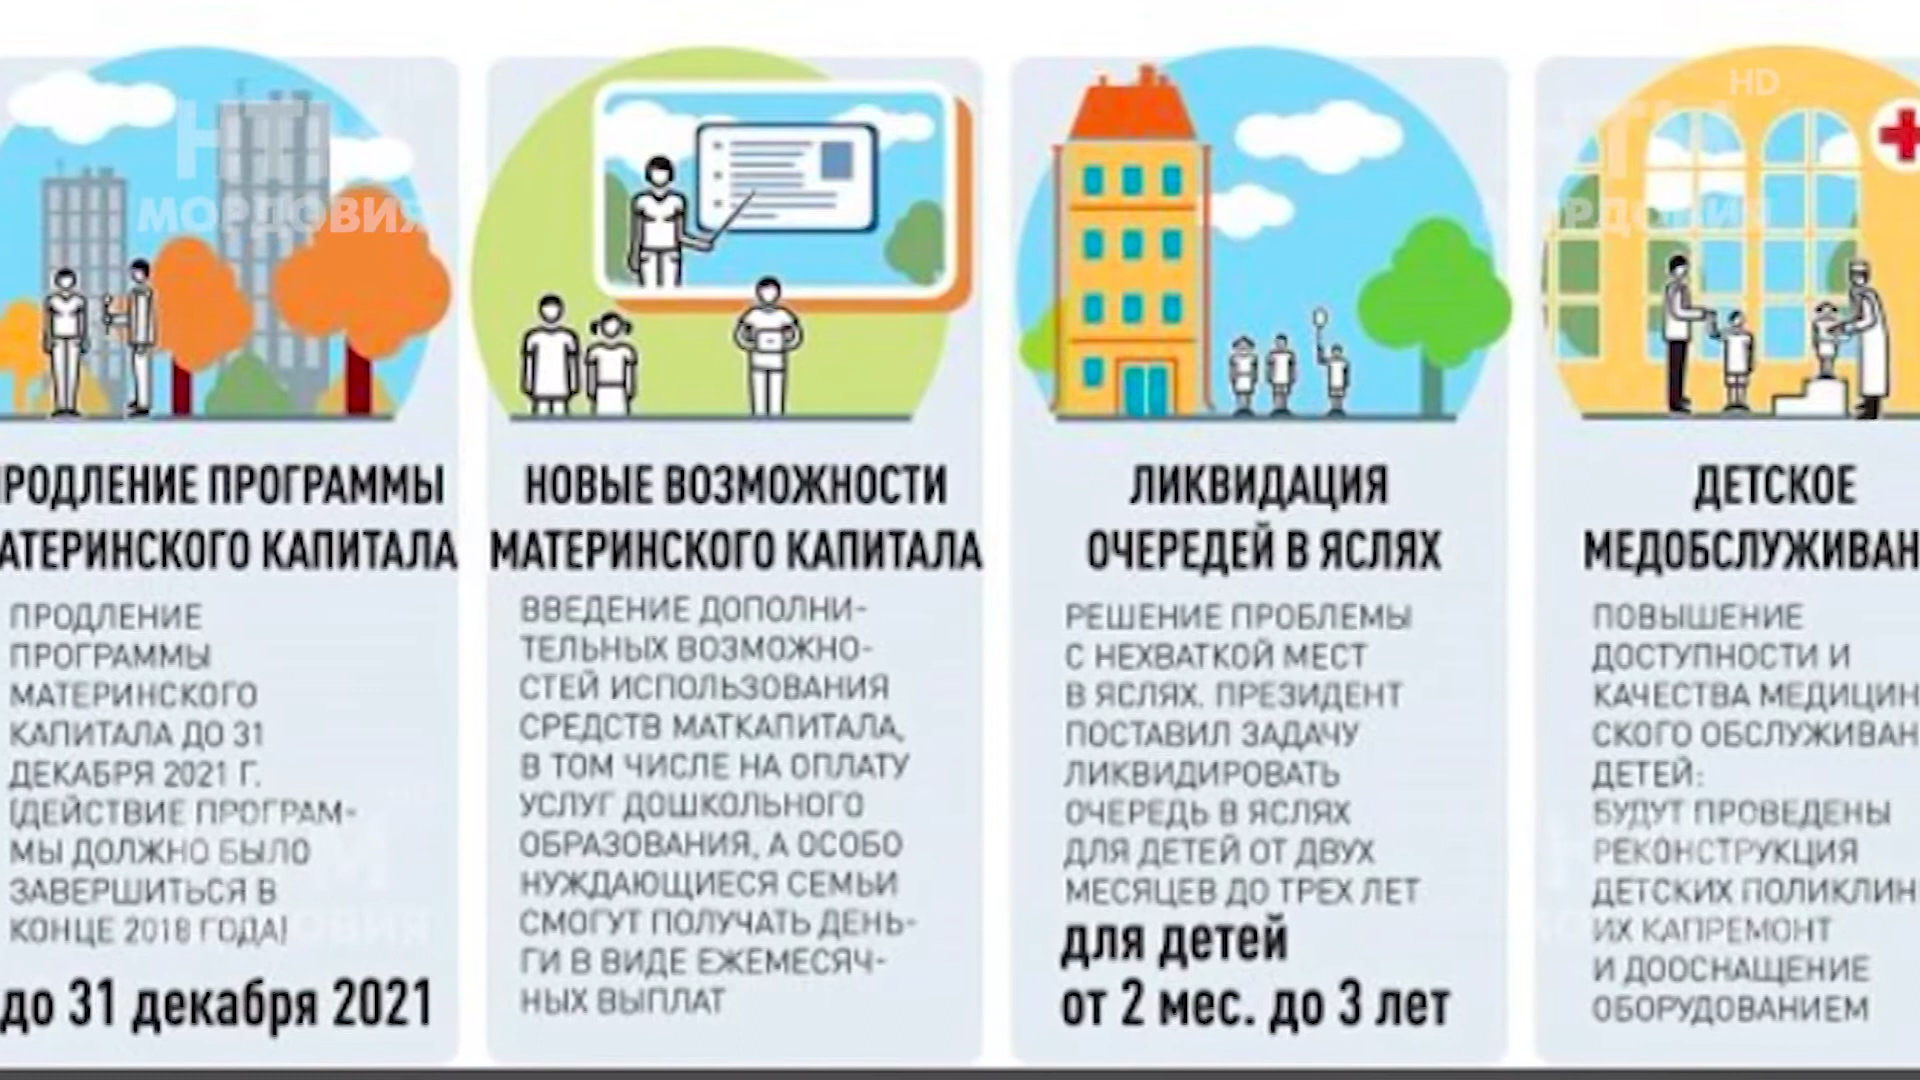 HD
МОРДОВИЯ
РОДЛЕНИЕ ПРОГРАММЫ
АТЕРИНСКОГО КАПИТАЛА
ПРОДЛЕНИЕ
ПРОГРАММЫ
МАТЕРИНСКОГО
КАПИТАЛА ДО 31
ДЕКАБРЯ 2021 Г.
(ДЕЙСТВИЕ ПРОГРАМ-
МЫ ДОЛЖНО БЫЛО
ЗАВЕРШИТЬСЯ В
КОНЦЕ 2018 ГОДА)
до 31 декабря 2021
НОВЫЕ ВОЗМОЖНОСТИ
МАТЕРИНСКОГО КАПИТАЛА
ВВЕДЕНИЕ ДОПОЛНИ-
ТЕЛЬНЫХ ВОЗМОЖНО-
СТЕЙ ИСПОЛЬЗОВАНИЯ
СРЕДСТВ МАТКАПИТАЛА,
В ТОМ ЧИСЛЕ НА ОПЛАТУ
УСЛУГ ДОШКОЛЬНОГО
ОБРАЗОВАНИЯ, А ОСОБО
НУЖДАЮЩИЕСЯ СЕМЬИ
СМОГУТ ПОЛУЧАТЬ ДЕНЬ-
ГИ В ВИДЕ ЕЖЕМЕСЯЧ-
НЫХ ВЫПЛАТ
ЛИКВИДАЦИЯ
ОЧЕРЕДЕЙ В ЯСЛЯХ
РЕШЕНИЕ ПРОБЛЕМЫ
С НЕХВАТКОЙ МЕСТ
В ЯСЛЯХ. ПРЕЗИДЕНТ
ПОСТАВИЛ ЗАДАЧУ
ЛИКВИДИРОВАТЬ
ОЧЕРЕДЬ В ЯСЛЯХ
ДЛЯ ДЕТЕЙ ОТ ДВУХ
МЕСЯЦЕВ ДО ТРЕХ ЛЕТ
для детей
от 2 мес. до 3 лет
ДЕТСКОЕ
МЕДОБСЛУЖИВАН
ПОВЫШЕНИЕ
ДОСТУПНОСТИ И
КАЧЕСТВА МЕДИЦИН
СКОГО ОБСЛУЖИВАН
ДЕТЕЙ:
БУДУТ ПРОВЕДЕНЫ
РЕКОНСТРУКЦИЯ
ДЕТСКИХ ПОЛИКЛИН
ИХ КАПРЕМОНТ
И ДООСНАЩЕНИЕ
ОБОРУДОВАНИЕМ